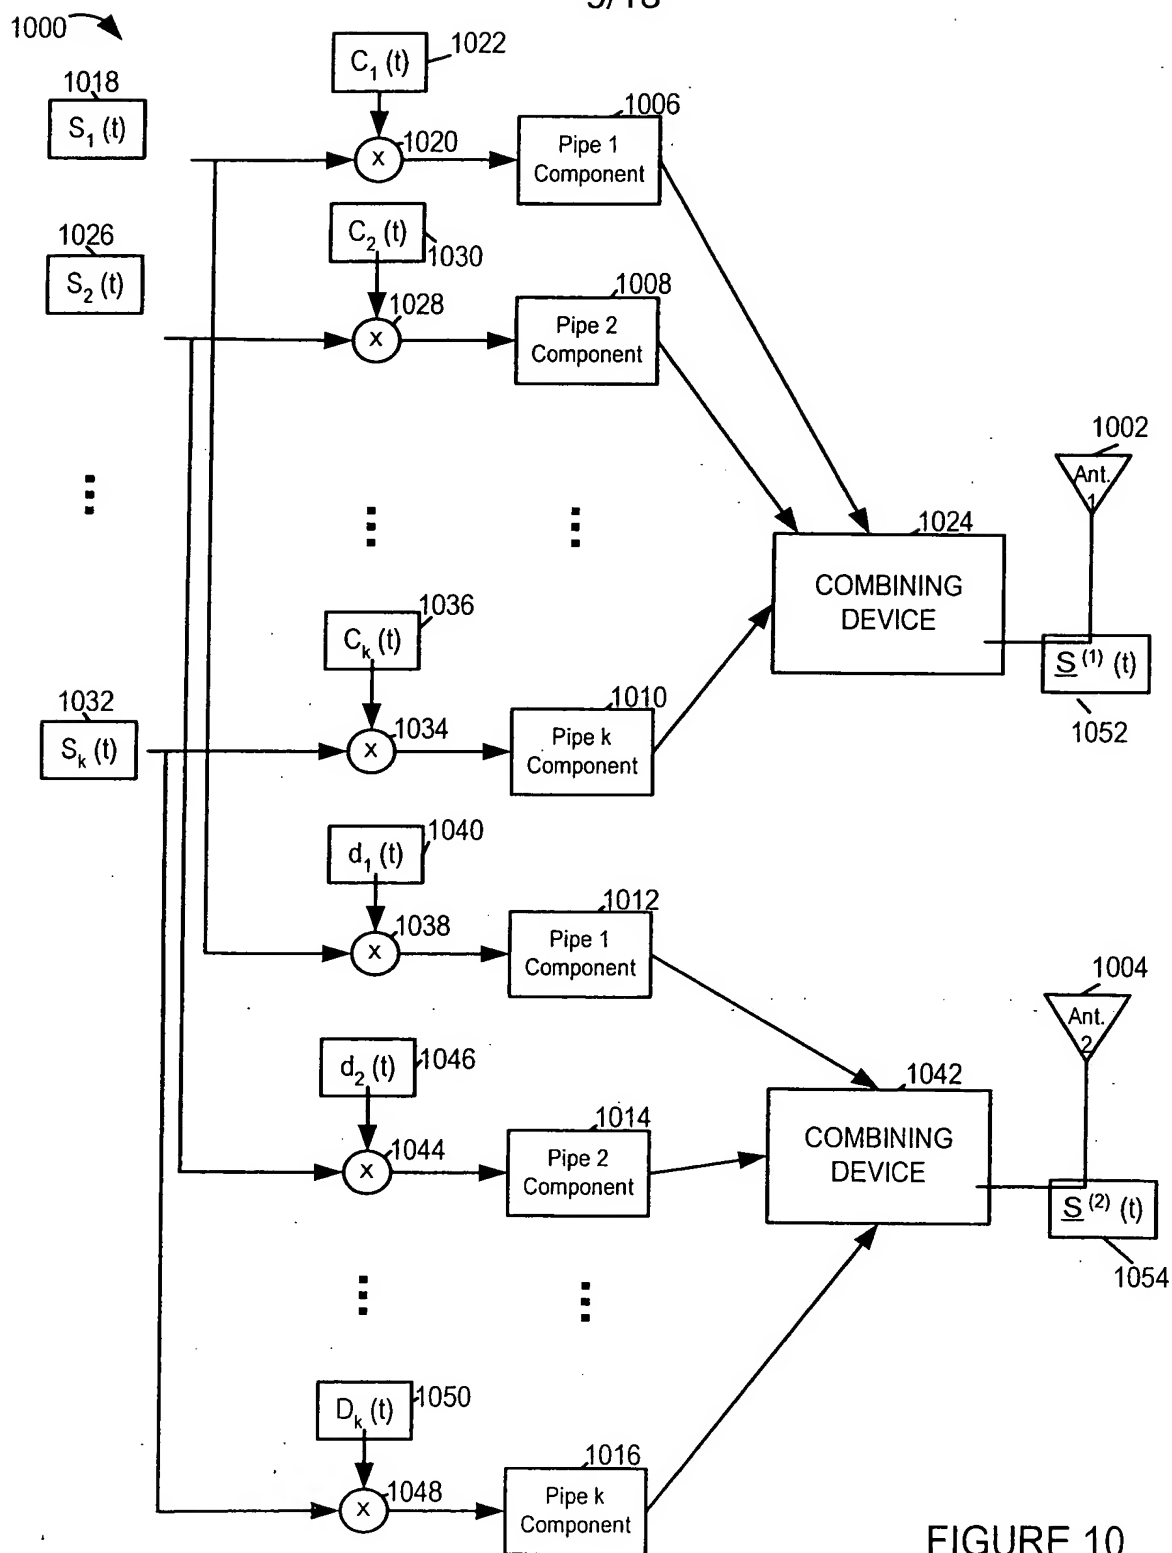 9/18
1000
1022
C1 (t)
1018
S1 (t)
1006
1020
X
Pipe 1
Component
1026
S2 (t)
C2 (t)
1030
1008
1028
X
Pipe 2
Component
1002
Ant.
1
1024
COMBINING
DEVICE
S (1) (t)
1052
1036
Ck (t)
1032
Sk (t)
1010
1034
X
Pipe k
Component
1040
d1 (t)
1012
1038
X
Pipe 1
Component
1004
Ant.
2
1046
d2 (t)
1042
COMBINING
DEVICE
1014
1044
X
Pipe 2
Component
S (2) (t)
1054
1050
Dk (t)
1016
1048
X
Pipe k
Component
FIGURE 10